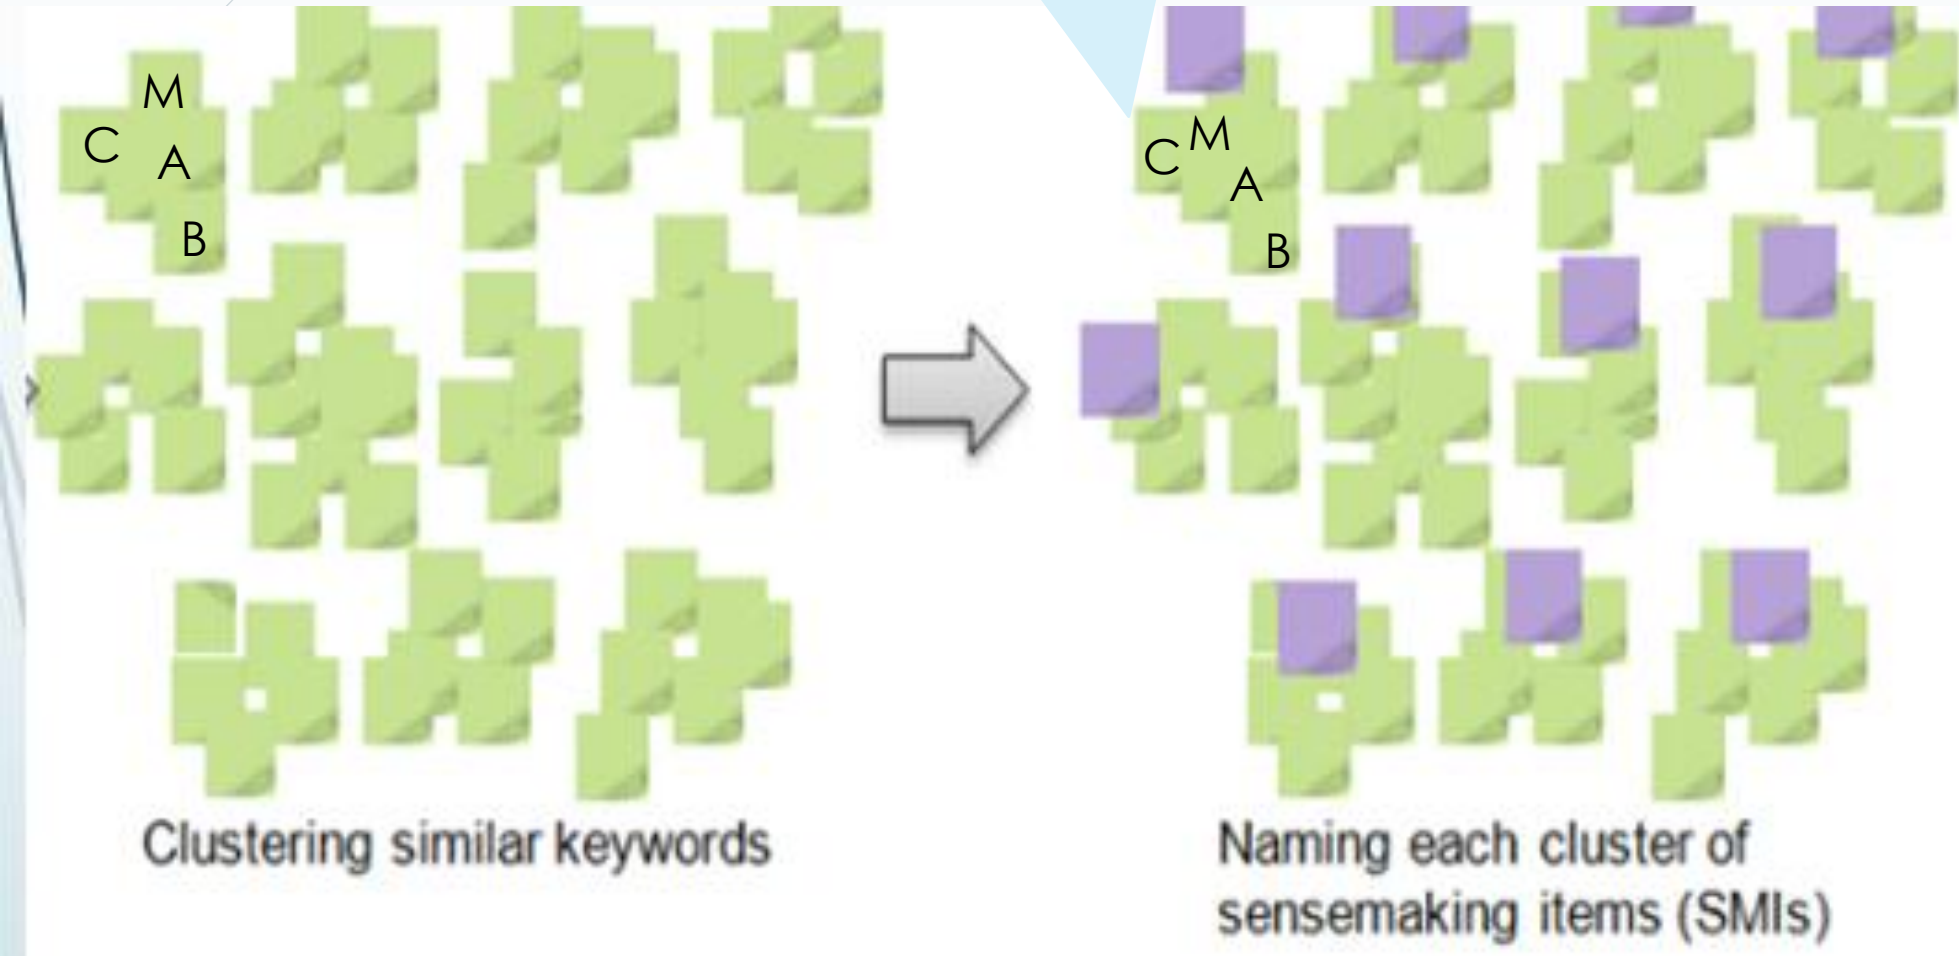 M
C
A
B
C
M
A
B
Clustering similar keywords
Naming each cluster of
sensemaking items (SMIs)